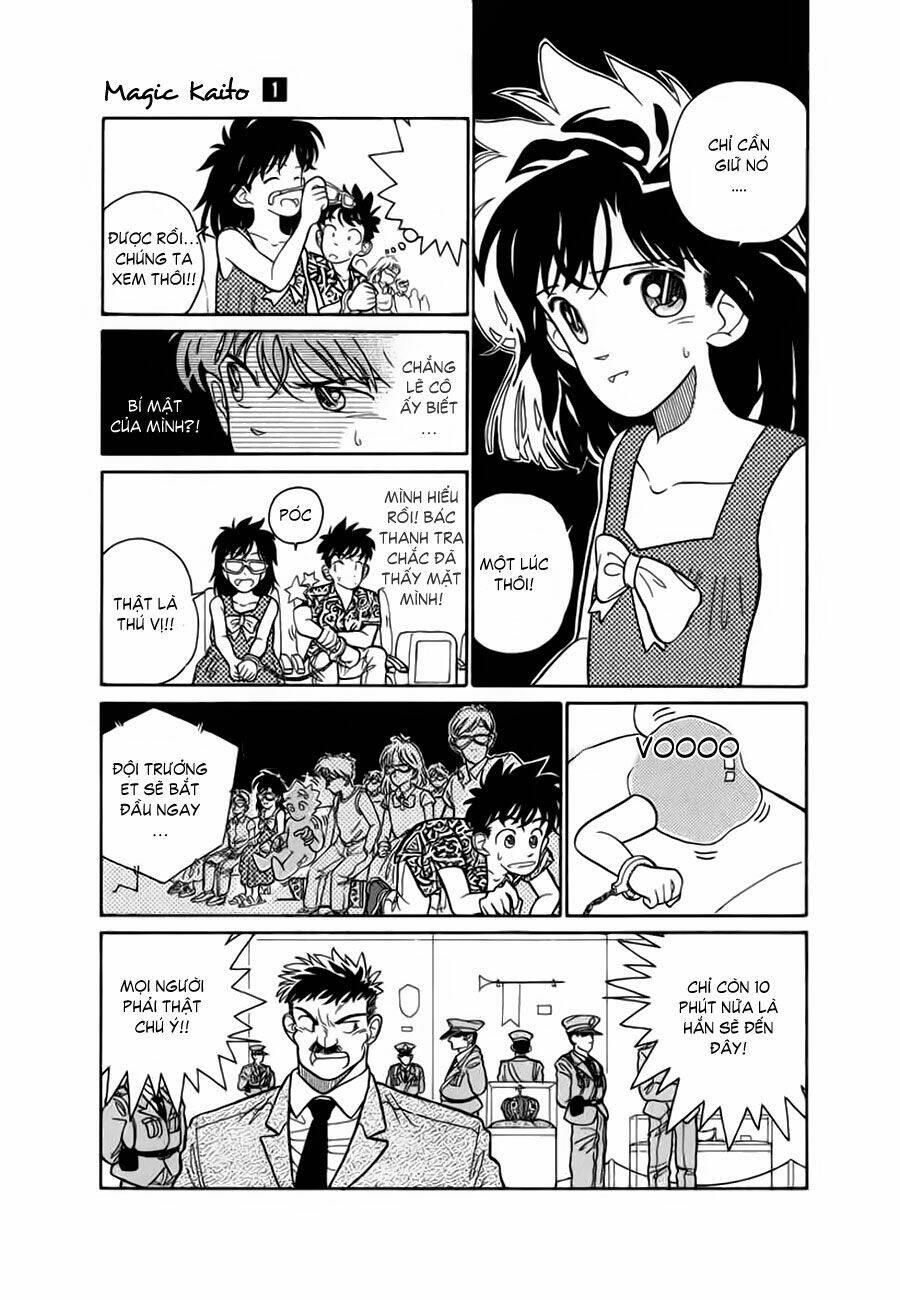 Magic Kaito 1
CHỈ CẦN
GIỮ NÓ
....
MỘT LÚC
THÔI!
ĐƯỢC RỒI...
CHÚNG TA
XEM THÔI!!
CHẲNG
LẼ CÔ
ẤY BIẾT
...
BÍ MẬT
CỦA MÌNH?!
MÌNH HIỂU
RỒI! BÁC
THANH TRA
CHẮC ĐÃ
THẤY MẶT
MÌNH!
PÓC
THẬT LÀ
THÚ VỊ!!
VOOOO
ĐỘI TRƯỞNG
ET SẼ BẮT
ĐẦU NGAY
...
CHỈ CÒN 10
PHÚT NỮA LÀ
HẮN SẼ ĐẾN
ĐÂY!
MỌI NGƯỜI
PHẢI THẬT
CHÚ Ý!!